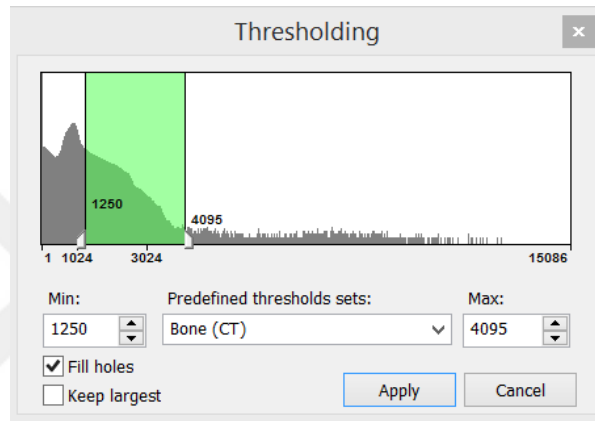 Thresholding
1250
4095
1 1024 3024 15086
Min: Predefined thresholds sets: Max:
1250 Bone (CT) 4095
Fill holes
Keep largest
Apply Cancel